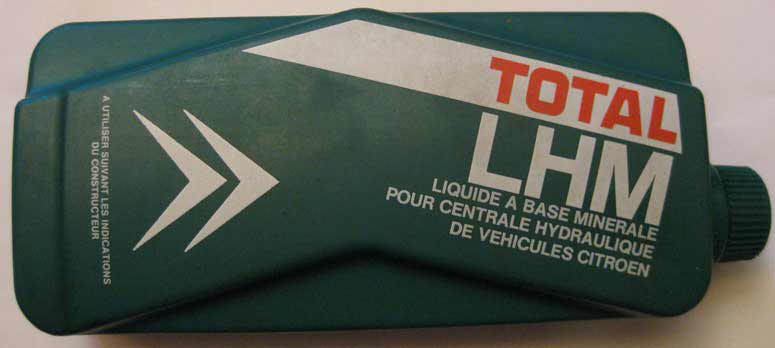 TOTAL
LHM
LIQUIDE A BASE MINERALE
POUR CENTRALE HYDRAULIQUE
DE VEHICULES CITROEN
A UTILISER SUIVANT LES INDICATIONS
DU CONSTRUCTEUR